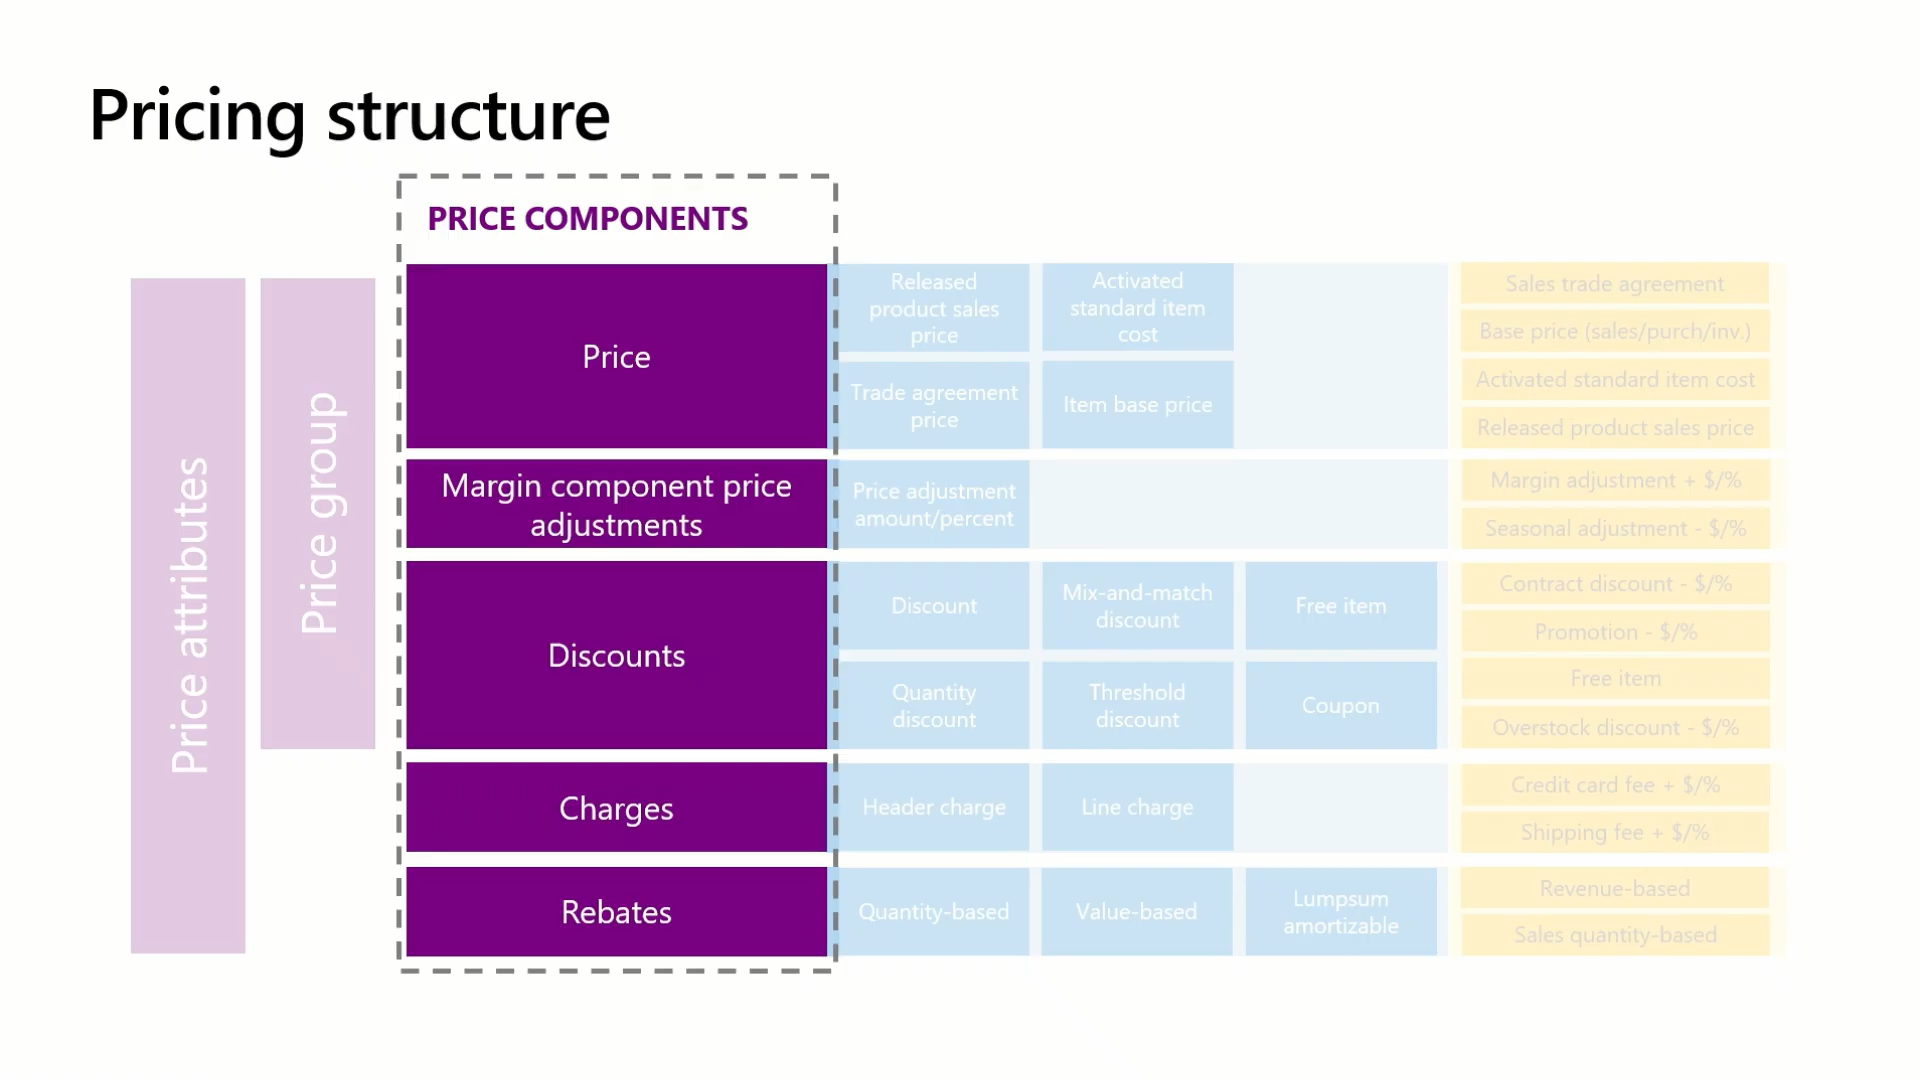 Pricing structure
PRICE COMPONENTS
Price attributes
Price group
Price
Released
product sales
price
Activated
standard item
cost
Trade agreement
price
Item base price
Sales trade agreement
Base price (sales/purch/inv.)
Activated standard item cost
Released product sales price
Margin component price
adjustments
Price adjustment
amount/percent
Margin adjustment + $/%
Seasonal adjustment - $/%
Discounts
Discount
Mix-and-match
discount
Free item
Quantity
discount
Threshold
discount
Coupon
Contract discount - $/%
Promotion - $/%
Free item
Overstock discount - $/%
Charges
Header charge
Line charge
Credit card fee + $/%
Shipping fee + $/%
Rebates
Quantity-based
Value-based
Lumpsum
amortizable
Revenue-based
Sales quantity-based